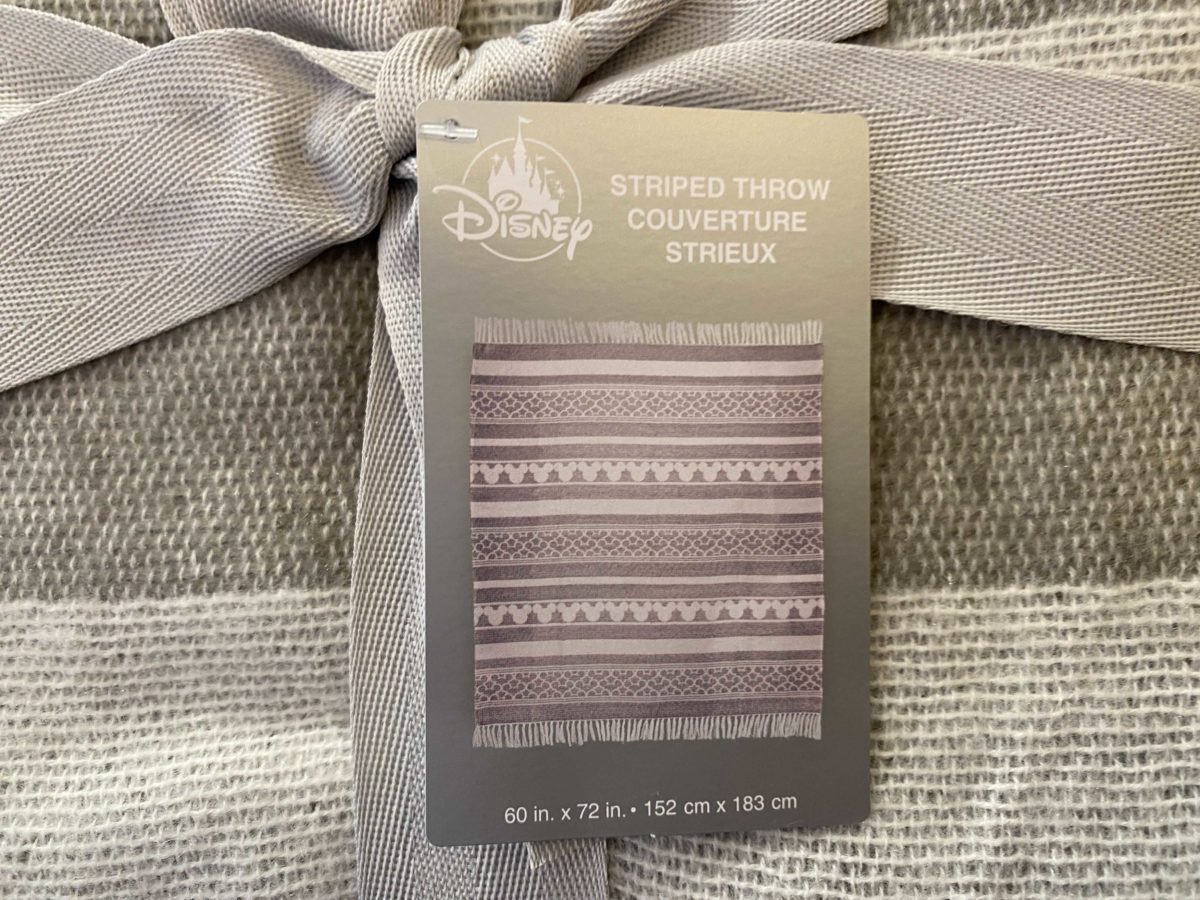 Disney
STRIPED THROW
COUVERTURE
STRIEUX
60 in. x 72 in. • 152 cm x 183 cm